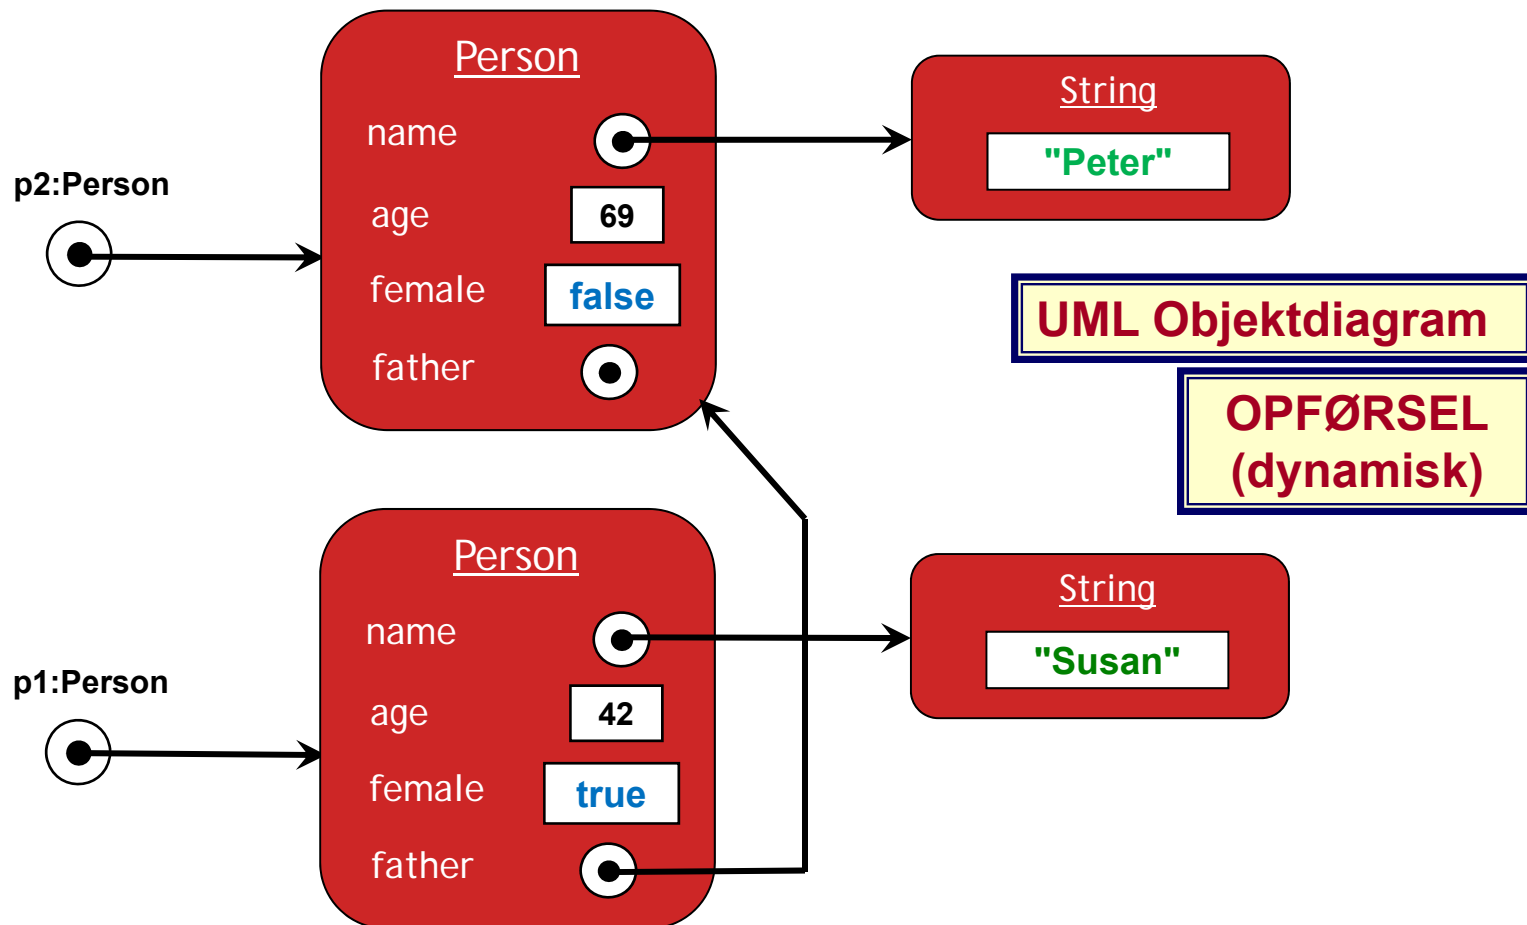 p2:Person
Person
name
age
69
female
false
father
String
"Peter"
UML Objektdiagram
OPFØRSEL
(dynamisk)
p1:Person
Person
name
age
42
female
true
father
String
"Susan"